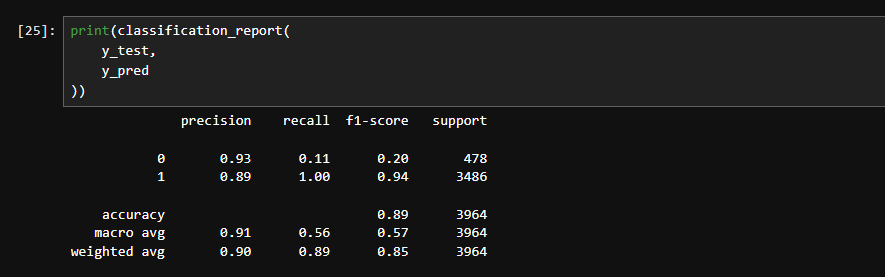 [25]: print(classification_report(
y_test,
y_pred
))
precision recall f1-score support
0 0.93 0.11 0.20 478
1 0.89 1.00 0.94 3486
accuracy 0.89 3964
macro avg 0.91 0.56 0.57 3964
weighted avg 0.90 0.89 0.85 3964